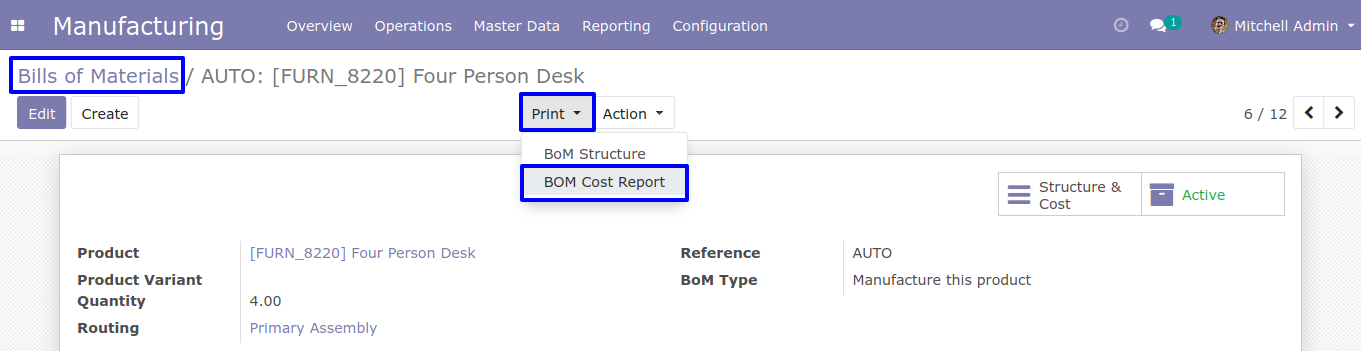 Manufacturing Overview Operations Master Data Reporting Configuration 1 Mitchell Admin
Bills of Materials / AUTO: [FURN_8220] Four Person Desk
Edit Create Print Action 6 / 12
BoM Structure
BOM Cost Report
Structure & Cost
Active
Product [FURN_8220] Four Person Desk Reference AUTO
Product Variant BoM Type Manufacture this product
Quantity 4.00
Routing Primary Assembly